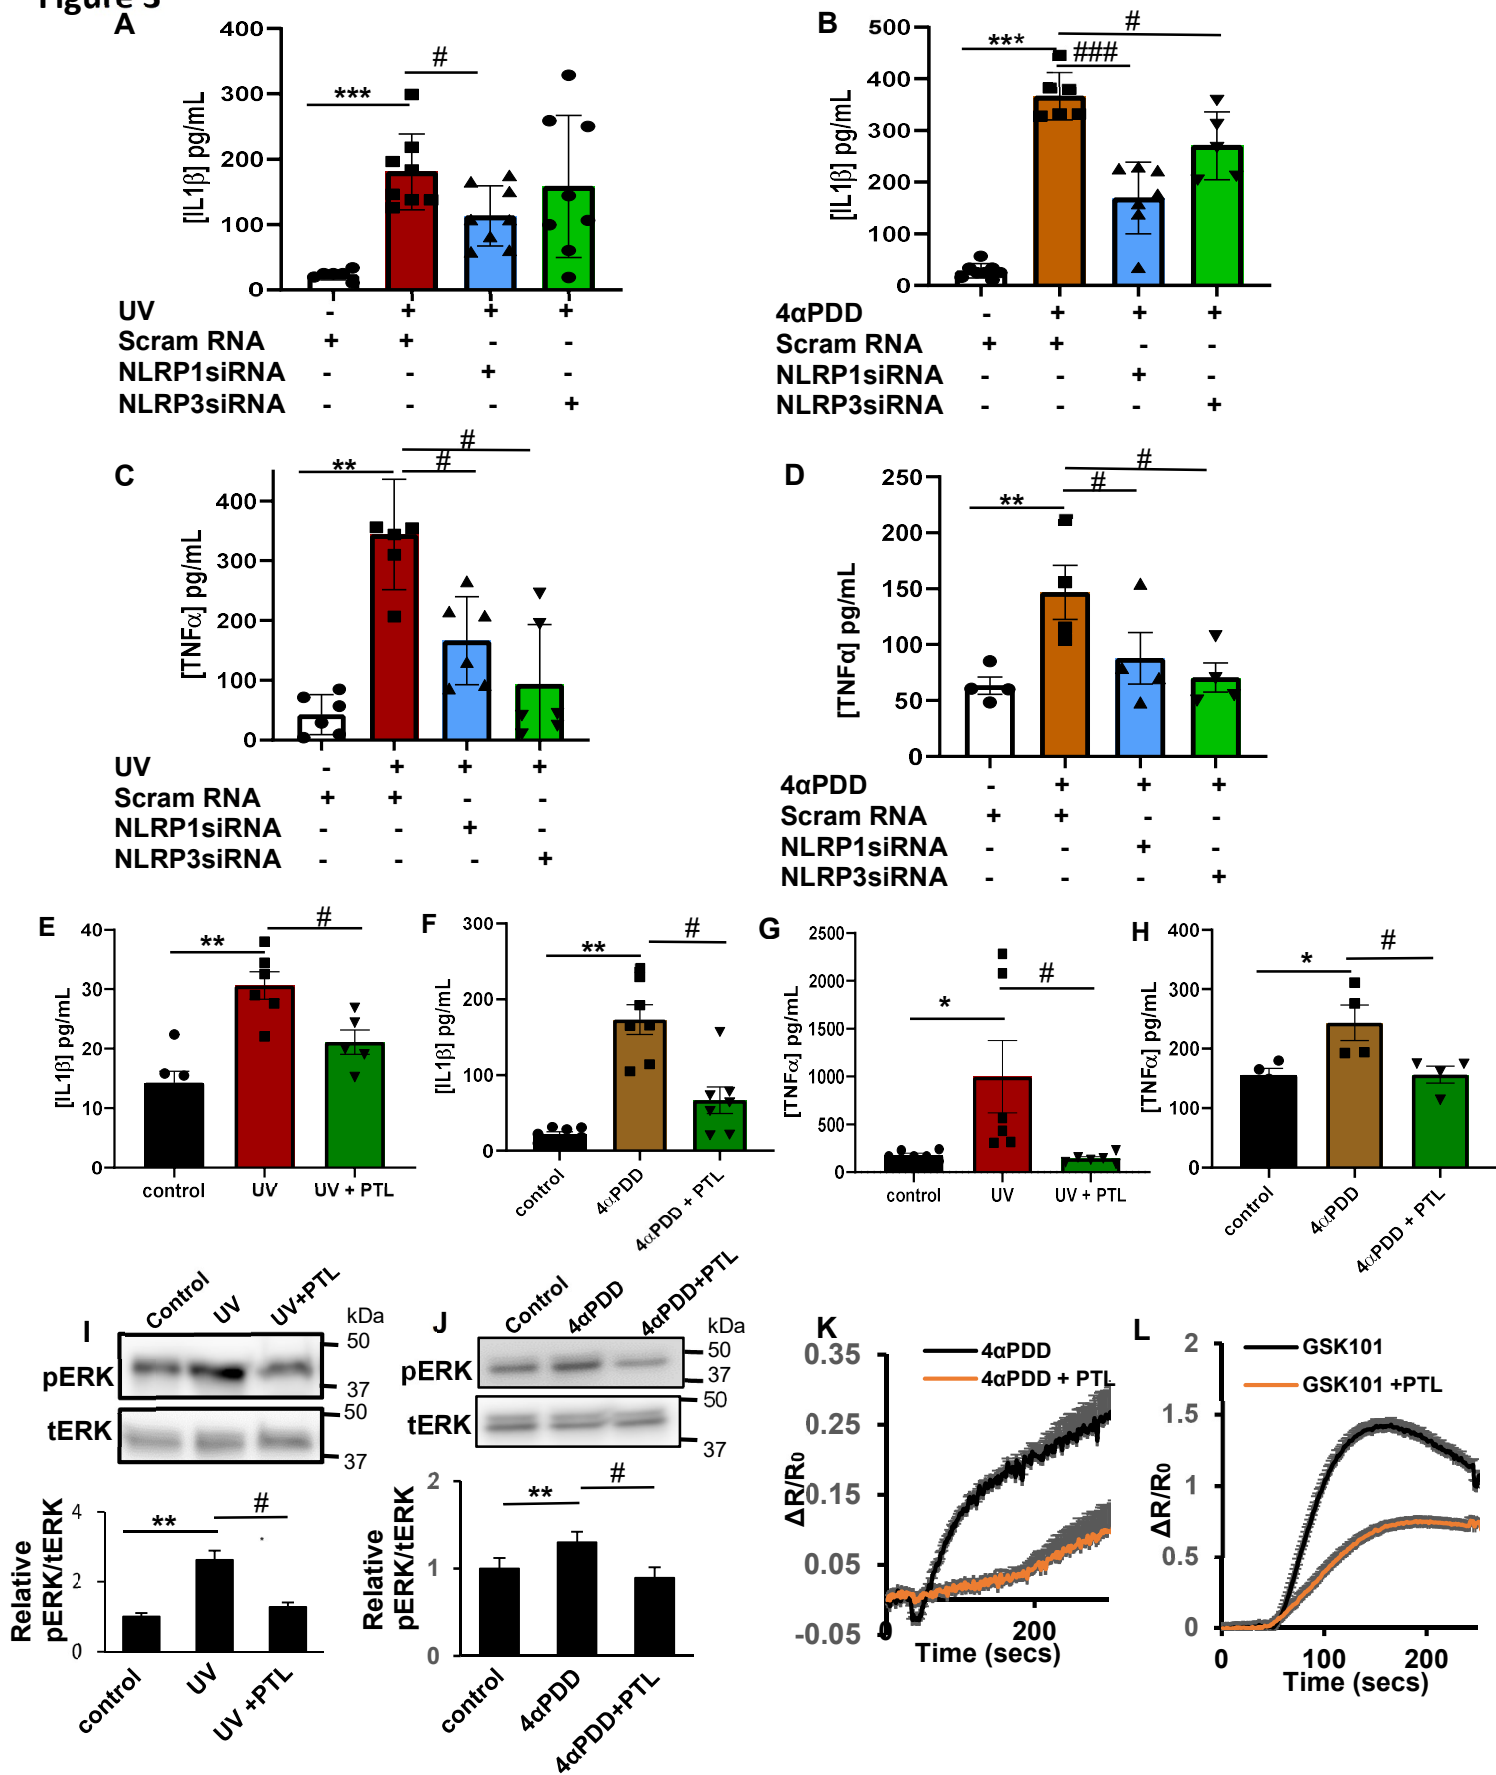 Figure 3
A
400
300
200
100
0
[IL1β] pg/mL
***
#
UV - + + +
Scram RNA + + - -
NLRP1siRNA - - + -
NLRP3siRNA - - - +
B
500
400
300
200
100
0
[IL1β] pg/mL
***
###
#
4αPDD - + + +
Scram RNA + + - -
NLRP1siRNA - - + -
NLRP3siRNA - - - +
C
400
300
200
100
0
[TNFα] pg/mL
**
#
#
UV - + + +
Scram RNA + + - -
NLRP1siRNA - - + -
NLRP3siRNA - - - +
D
250
200
150
100
50
0
[TNFα] pg/mL
**
#
#
4αPDD - + + +
Scram RNA + + - -
NLRP1siRNA - - + -
NLRP3siRNA - - - +
E
40
30
20
10
0
[IL1β] pg/mL
**
#
control UV UV + PTL
F
300
200
100
0
[IL1β] pg/mL
**
#
control 4αPDD 4αPDD + PTL
G
2500
2000
1500
1000
500
0
[TNFα] pg/mL
*
#
control UV UV + PTL
H
400
300
200
100
0
[TNFα] pg/mL
*
#
control 4αPDD 4αPDD + PTL
I
Control UV UV+PTL
kDa
50
pERK
37
50
tERK
37
4
2
0
Relative
pERK/tERK
**
#
control UV UV +PTL
J
Control 4αPDD 4αPDD+PTL
kDa
50
pERK
37
50
tERK
37
2
1
0
Relative
pERK/tERK
**
#
control 4αPDD 4αPDD+PTL
K
4αPDD
4αPDD + PTL
0.35
0.25
0.15
0.05
-0.05
ΔR/R0
0 200
Time (secs)
L
GSK101
GSK101 +PTL
2
1.5
1
0.5
0
ΔR/R0
0 100 200
Time (secs)